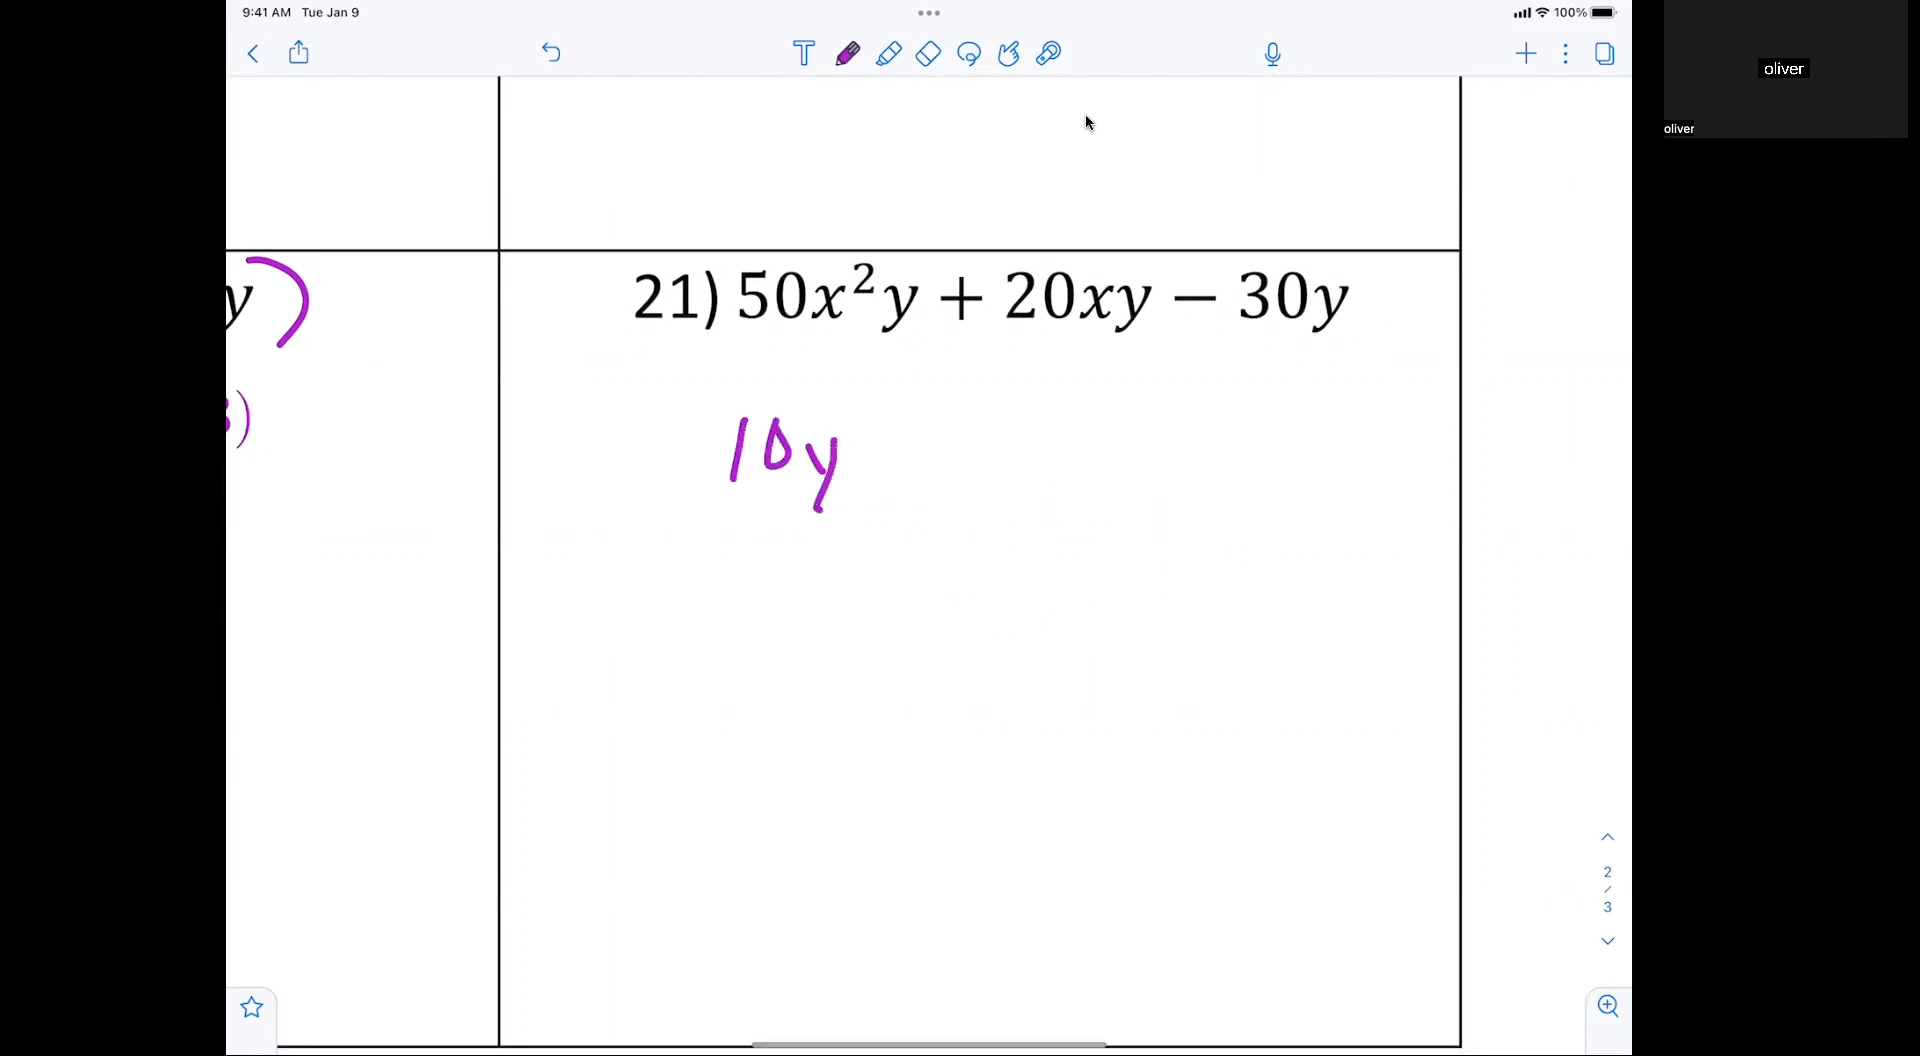 9:41 AM Tue Jan 9
100%
oliver
oliver
y)
21) 50x²y + 20xy − 30y
)
10y
2
/
3